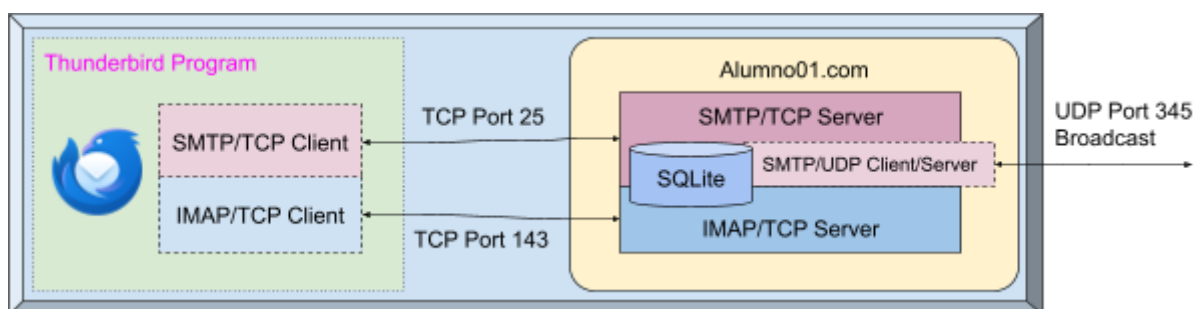 Thunderbird Program
SMTP/TCP Client
IMAP/TCP Client
TCP Port 25
TCP Port 143
Alumno01.com
SMTP/TCP Server
SMTP/UDP Client/Server
SQLite
IMAP/TCP Server
UDP Port 345
Broadcast